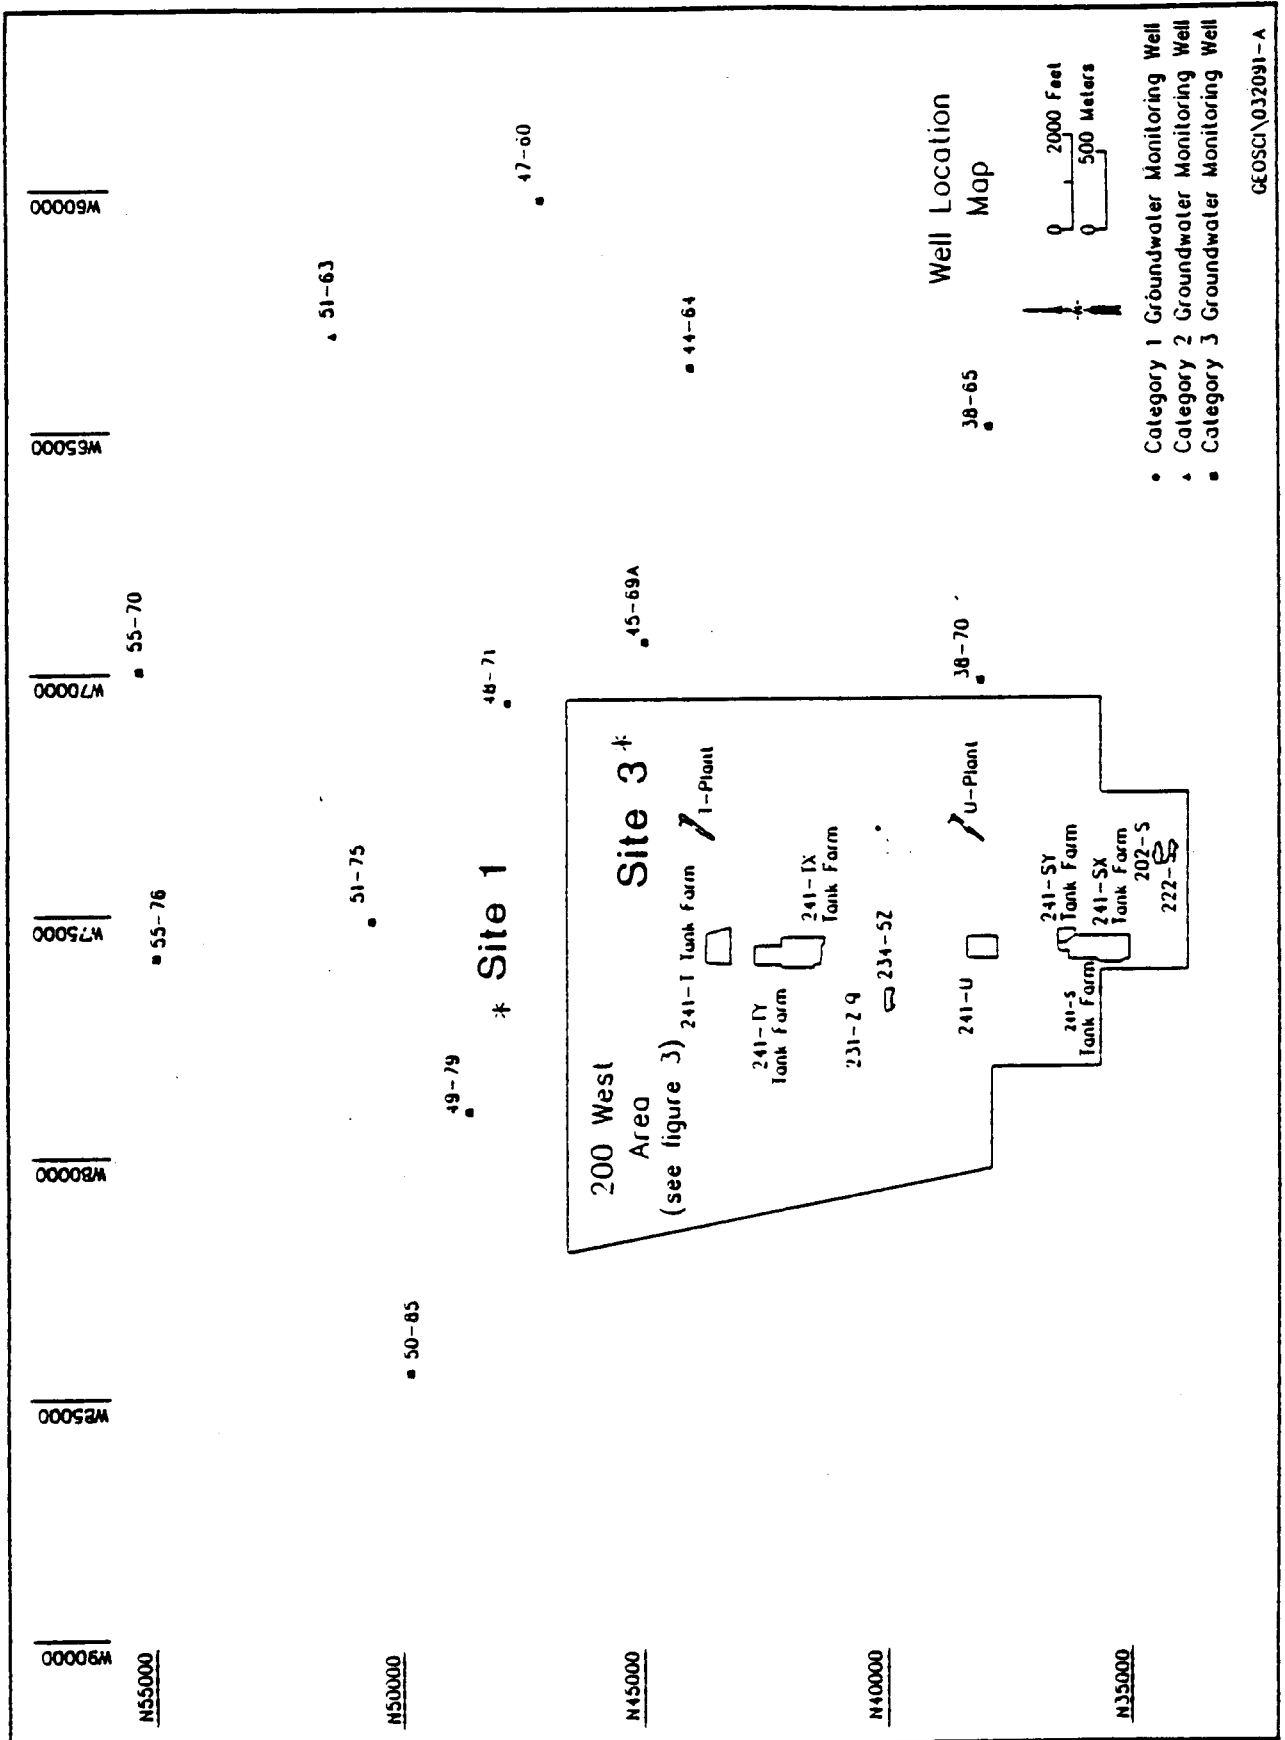 W90000
W85000
W80000
W75000
W70000
W65000
W60000
N55000
N50000
N45000
N40000
N35000
55-76
55-70
51-63
51-75
50-85
49-79
48-71
47-60
* Site 1
45-69A
44-64
38-70
38-65
200 West
Area
(see figure 3)
Site 3 *
241-T Tank Farm
T-Plant
241-TY
Tank Farm
241-TX
Tank Farm
231-Z
234-5Z
241-U
U-Plant
241-S
Tank Farm
241-SY
Tank Farm
241-SX
Tank Farm
202-S
222-S
Well Location
Map
0 2000 Feet
0 500 Meters
• Category 1 Groundwater Monitoring Well
▲ Category 2 Groundwater Monitoring Well
■ Category 3 Groundwater Monitoring Well
GEOSCI\032091-A